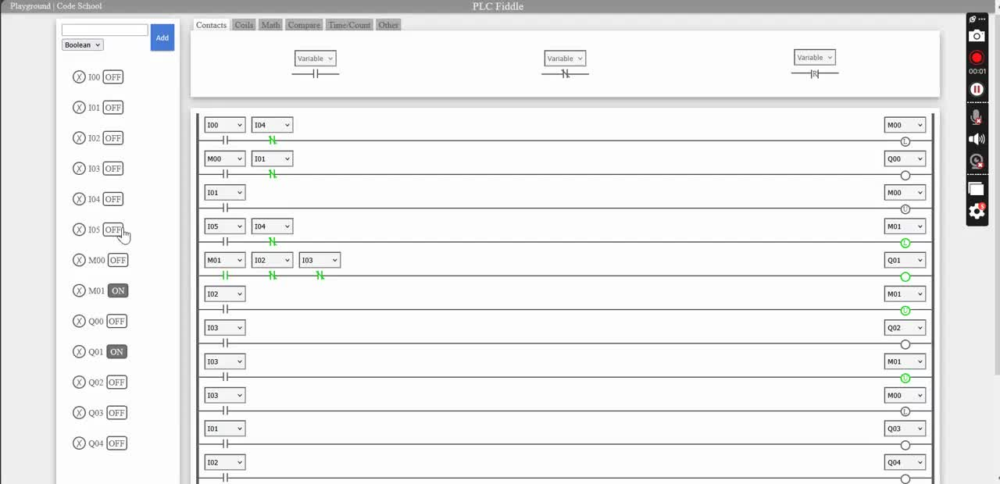 Playground | Code School
PLC Fiddle
Boolean
Add
I00 OFF
I01 OFF
I02 OFF
I03 OFF
I04 OFF
I05 OFF
M00 OFF
M01 ON
Q00 OFF
Q01 ON
Q02 OFF
Q03 OFF
Q04 OFF
Contacts Coils Math Compare Time/Count Other
Variable Variable Variable
R
I00 I04 M00
L
M00 I01 Q00
I01 M00
U
I05 I04 M01
L
M01 I02 I03 Q01
I02 M01
U
I03 Q02
I03 M01
U
I03 M00
L
I01 Q03
I02 Q04
00:01
5